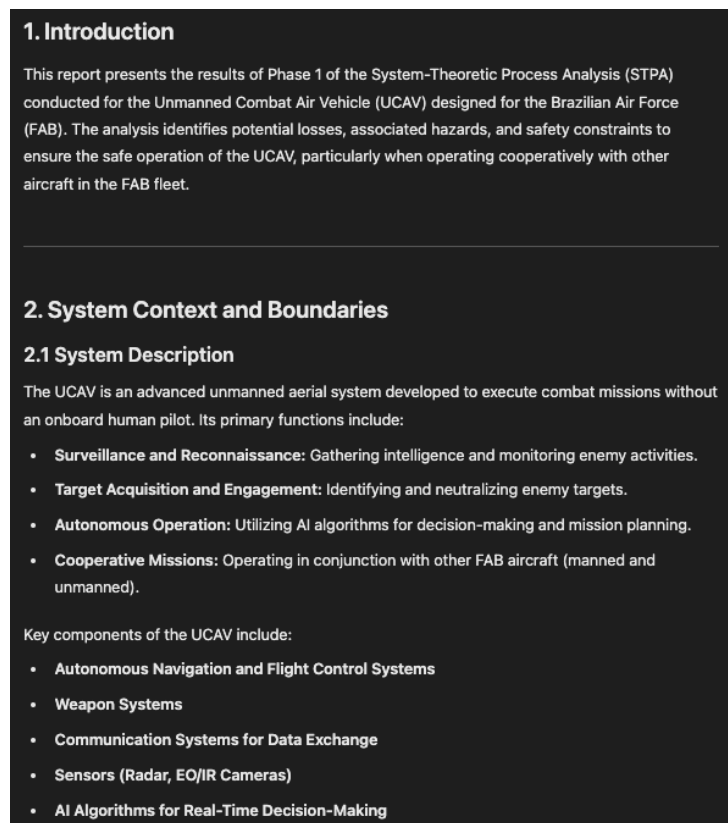 1. Introduction
This report presents the results of Phase 1 of the System-Theoretic Process Analysis (STPA)
conducted for the Unmanned Combat Air Vehicle (UCAV) designed for the Brazilian Air Force
(FAB). The analysis identifies potential losses, associated hazards, and safety constraints to
ensure the safe operation of the UCAV, particularly when operating cooperatively with other
aircraft in the FAB fleet.
2. System Context and Boundaries
2.1 System Description
The UCAV is an advanced unmanned aerial system developed to execute combat missions without
an onboard human pilot. Its primary functions include:
• Surveillance and Reconnaissance: Gathering intelligence and monitoring enemy activities.
• Target Acquisition and Engagement: Identifying and neutralizing enemy targets.
• Autonomous Operation: Utilizing AI algorithms for decision-making and mission planning.
• Cooperative Missions: Operating in conjunction with other FAB aircraft (manned and
unmanned).
Key components of the UCAV include:
• Autonomous Navigation and Flight Control Systems
• Weapon Systems
• Communication Systems for Data Exchange
• Sensors (Radar, EO/IR Cameras)
• AI Algorithms for Real-Time Decision-Making